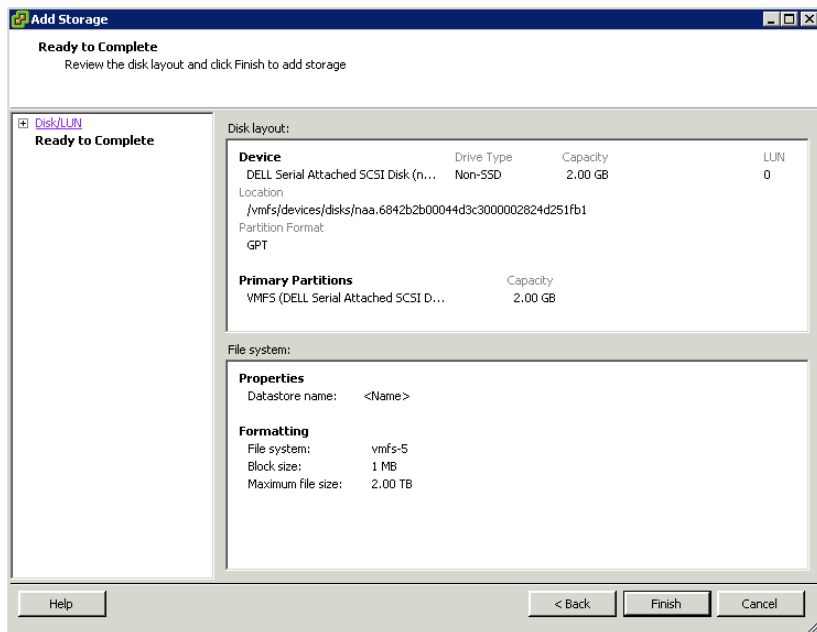 Add Storage
Ready to Complete
Review the disk layout and click Finish to add storage
Disk/LUN
Ready to Complete
Disk layout:
Device Drive Type Capacity LUN
DELL Serial Attached SCSI Disk (n... Non-SSD 2.00 GB 0
Location
/vmfs/devices/disks/naa.6842b2b00044d3c3000002824d251fb1
Partition Format
GPT
Primary Partitions Capacity
VMFS (DELL Serial Attached SCSI D... 2.00 GB
File system:
Properties
Datastore name: <Name>
Formatting
File system: vmfs-5
Block size: 1 MB
Maximum file size: 2.00 TB
Help < Back Finish Cancel